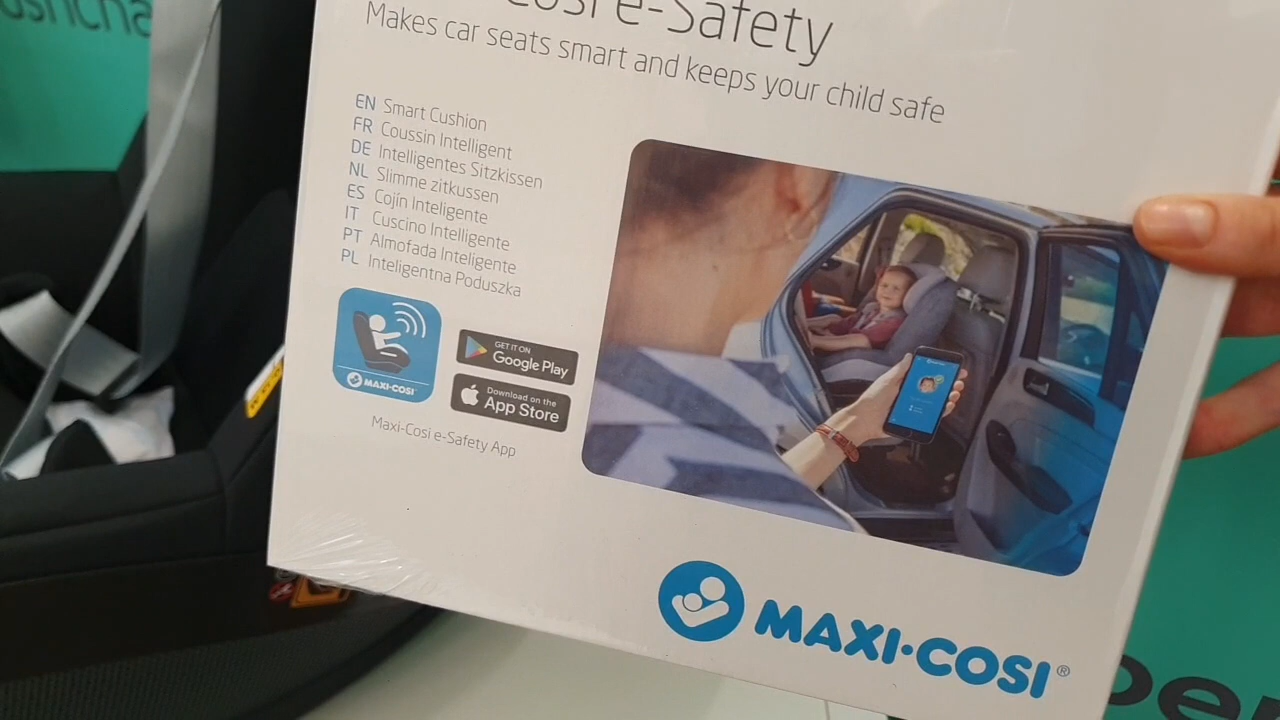 e-Safety
Makes car seats smart and keeps your child safe
EN Smart Cushion
FR Coussin Intelligent
DE Intelligentes Sitzkissen
NL Slimme zitkussen
ES Cojín Inteligente
IT Cuscino Intelligente
PT Almofada Inteligente
PL Inteligentna Poduszka
MAXI-COSI
GET IT ON
Google Play
Download on the
App Store
Maxi-Cosi e-Safety App
MAXI-COSI®